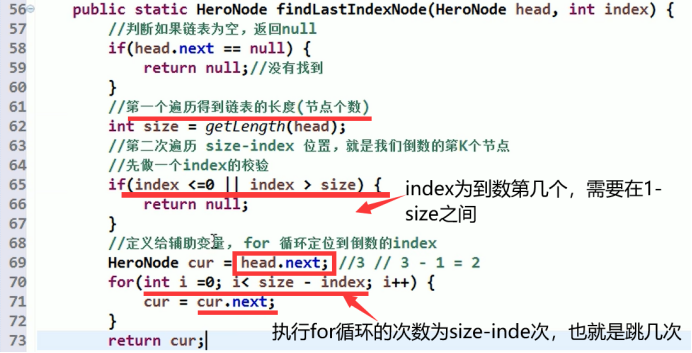 56 public static HeroNode findLastIndexNode(HeroNode head, int index) {
57 //判断如果链表为空，返回null
58 if(head.next == null) {
59 return null;//没有找到
60 }
61 //第一个遍历得到链表的长度(节点个数)
62 int size = getLength(head);
63 //第二次遍历 size-index 位置，就是我们倒数的第K个节点
64 //先做一个index的校验
65 if(index <=0 || index > size) {
index为到数第几个，需要在1-
66 return null;
size之间
67 }
68 //定义给辅助变量，for 循环定位到倒数的index
69 HeroNode cur = head.next; //3 // 3 - 1 = 2
70 for(int i =0; i< size - index; i++) {
71 cur = cur.next;
72 }
执行for循环的次数为size-inde次，也就是跳几次
73 return cur;